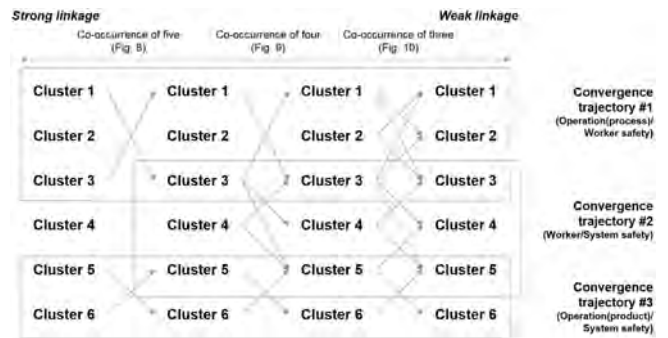 Strong linkage Weak linkage
Co-occurrence of five Co-occurrence of four Co-occurrence of three
(Fig. 8) (Fig. 9) (Fig. 10)
Cluster 1 Cluster 1 Cluster 1 Cluster 1
Cluster 2 Cluster 2 Cluster 2 Cluster 2
Cluster 3 Cluster 3 Cluster 3 Cluster 3
Cluster 4 Cluster 4 Cluster 4 Cluster 4
Cluster 5 Cluster 5 Cluster 5 Cluster 5
Cluster 6 Cluster 6 Cluster 6 Cluster 6
Convergence
trajectory #1
(Operation(process)/
Worker safety)
Convergence
trajectory #2
(Worker/System safety)
Convergence
trajectory #3
(Operation(product)/
System safety)